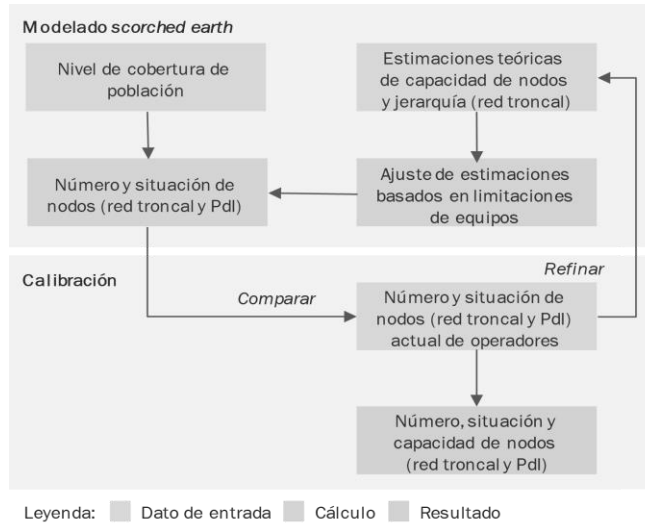 Modelado scorched earth
Nivel de cobertura de
población
Estimaciones teóricas
de capacidad de nodos
y jerarquía (red troncal)
Número y situación de
nodos (red troncal y PdI)
Ajuste de estimaciones
basados en limitaciones
de equipos
Calibración
Comparar
Refinar
Número y situación de
nodos (red troncal y PdI)
actual de operadores
Número, situación y
capacidad de nodos
(red troncal y PdI)
Leyenda: Dato de entrada Cálculo Resultado